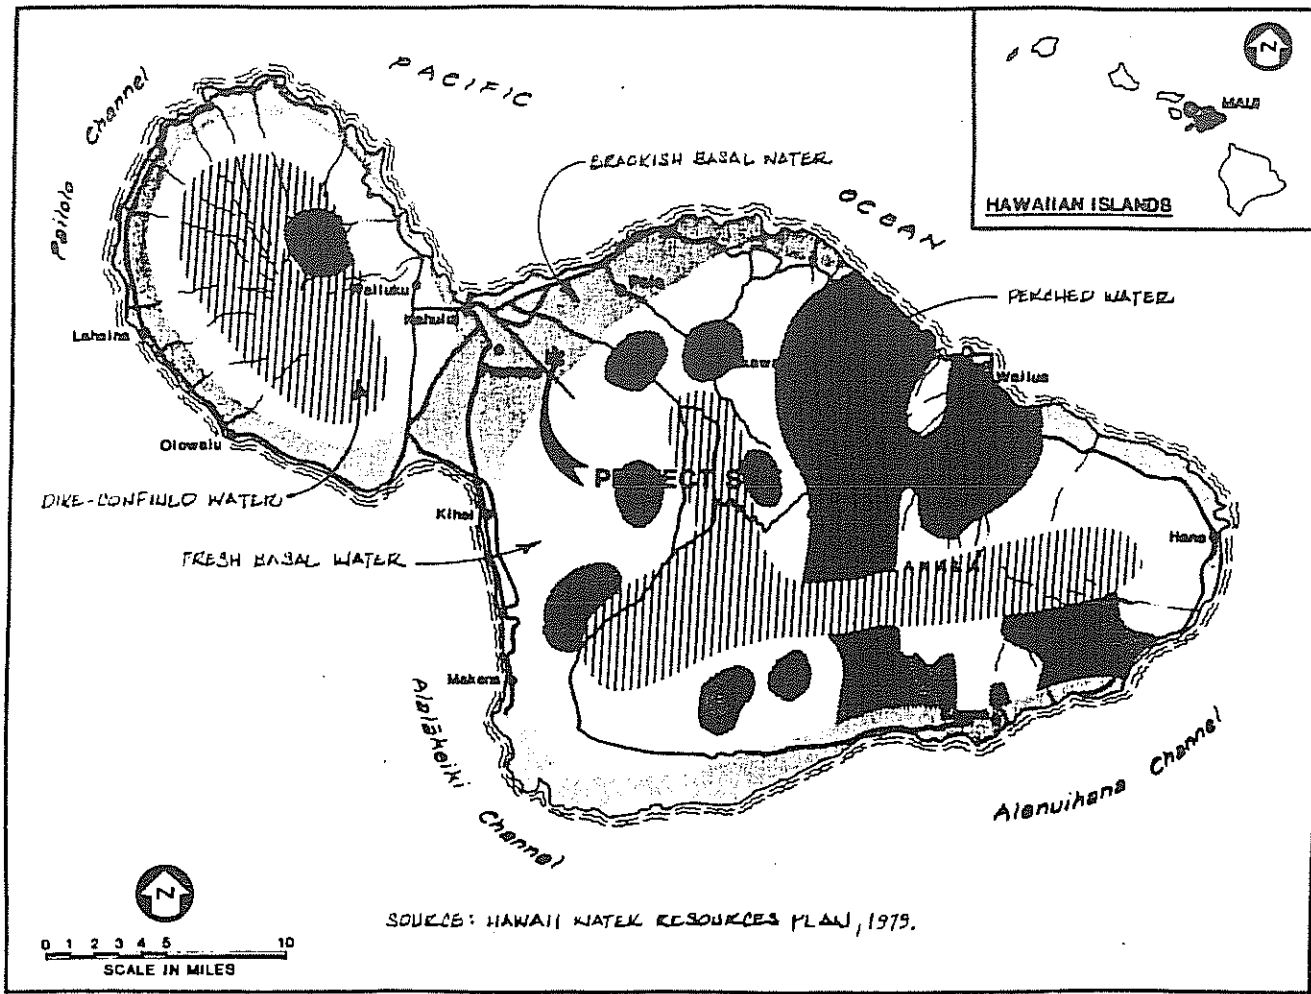 PACIFIC
Channel
Pailolo
BRACKISH BASAL WATER
OCEAN
MAUI
HAWAIIAN ISLANDS
N
PERCHED WATER
Wailuku
Kahului
Paia
Lahaina
Wailua
Olowalu
DIKE-CONFINED WATER
Kihei
Hana
FRESH BASAL WATER
Makena
Alalākeiki
Channel
Alenuihana Channel
N
0 1 2 3 4 5 10
SCALE IN MILES
SOURCE: HAWAII WATER RESOURCES PLAN, 1979.